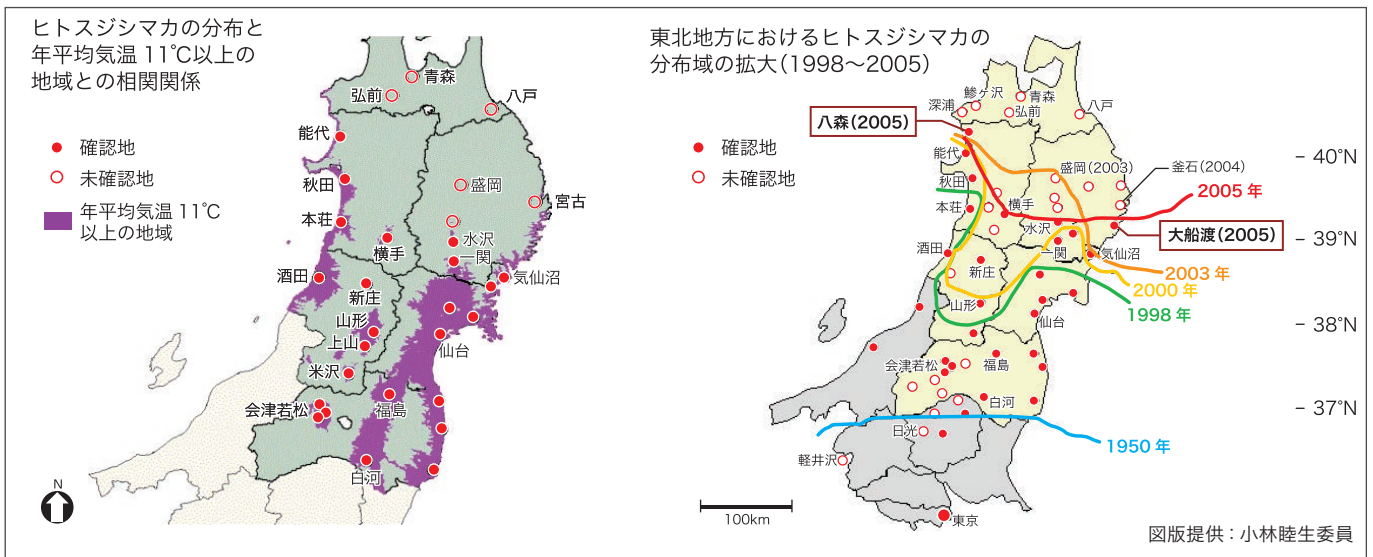 ヒトスジシマカの分布と
年平均気温 11℃以上の
地域との相関関係
確認地
未確認地
年平均気温 11℃
以上の地域
青森
弘前
八戸
能代
秋田
盛岡
宮古
本荘
横手
水沢
一関
酒田
気仙沼
新庄
山形
上山
仙台
米沢
会津若松
福島
白河
N
東北地方におけるヒトスジシマカの
分布域の拡大(1998〜2005)
確認地
未確認地
鰺ヶ沢
深浦
青森
弘前
八戸
八森(2005)
能代
盛岡(2003)
釜石(2004)
秋田
2005 年
本荘
横手
水沢
大船渡(2005)
酒田
一関
気仙沼
新庄
2003 年
2000 年
山形
1998 年
仙台
会津若松
福島
白河
日光
1950 年
軽井沢
東京
100km
40°N
39°N
38°N
37°N
図版提供：小林睦生委員